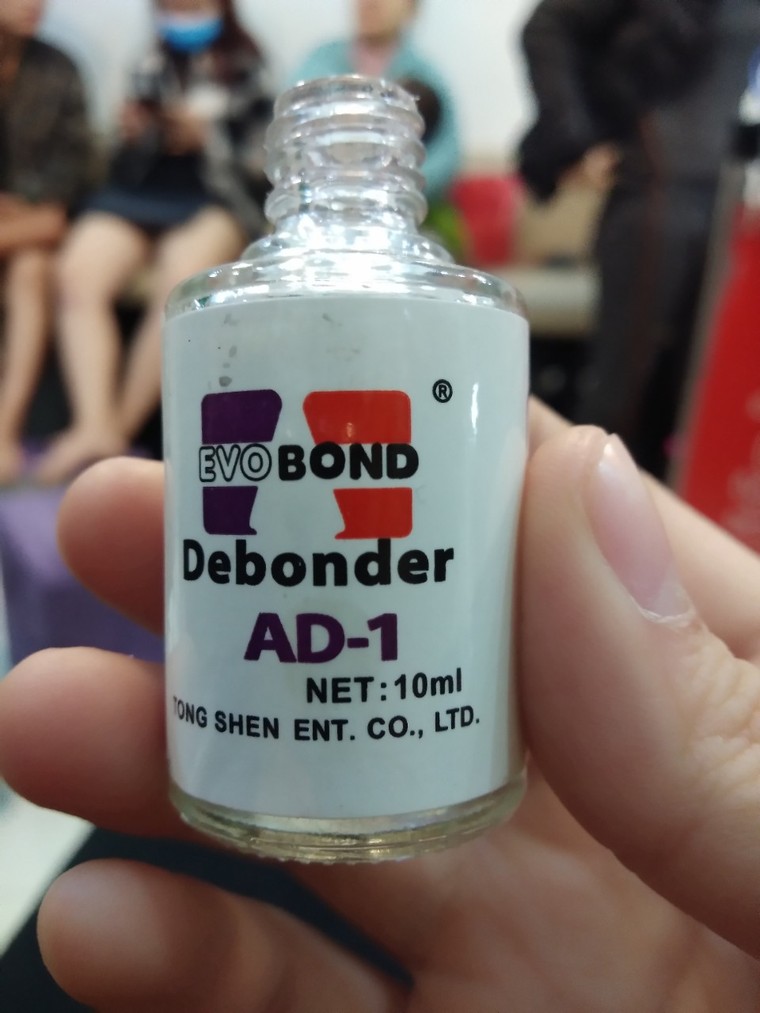 ®
EVOBOND
Debonder
AD-1
NET:10ml
TONG SHEN ENT. CO., LTD.